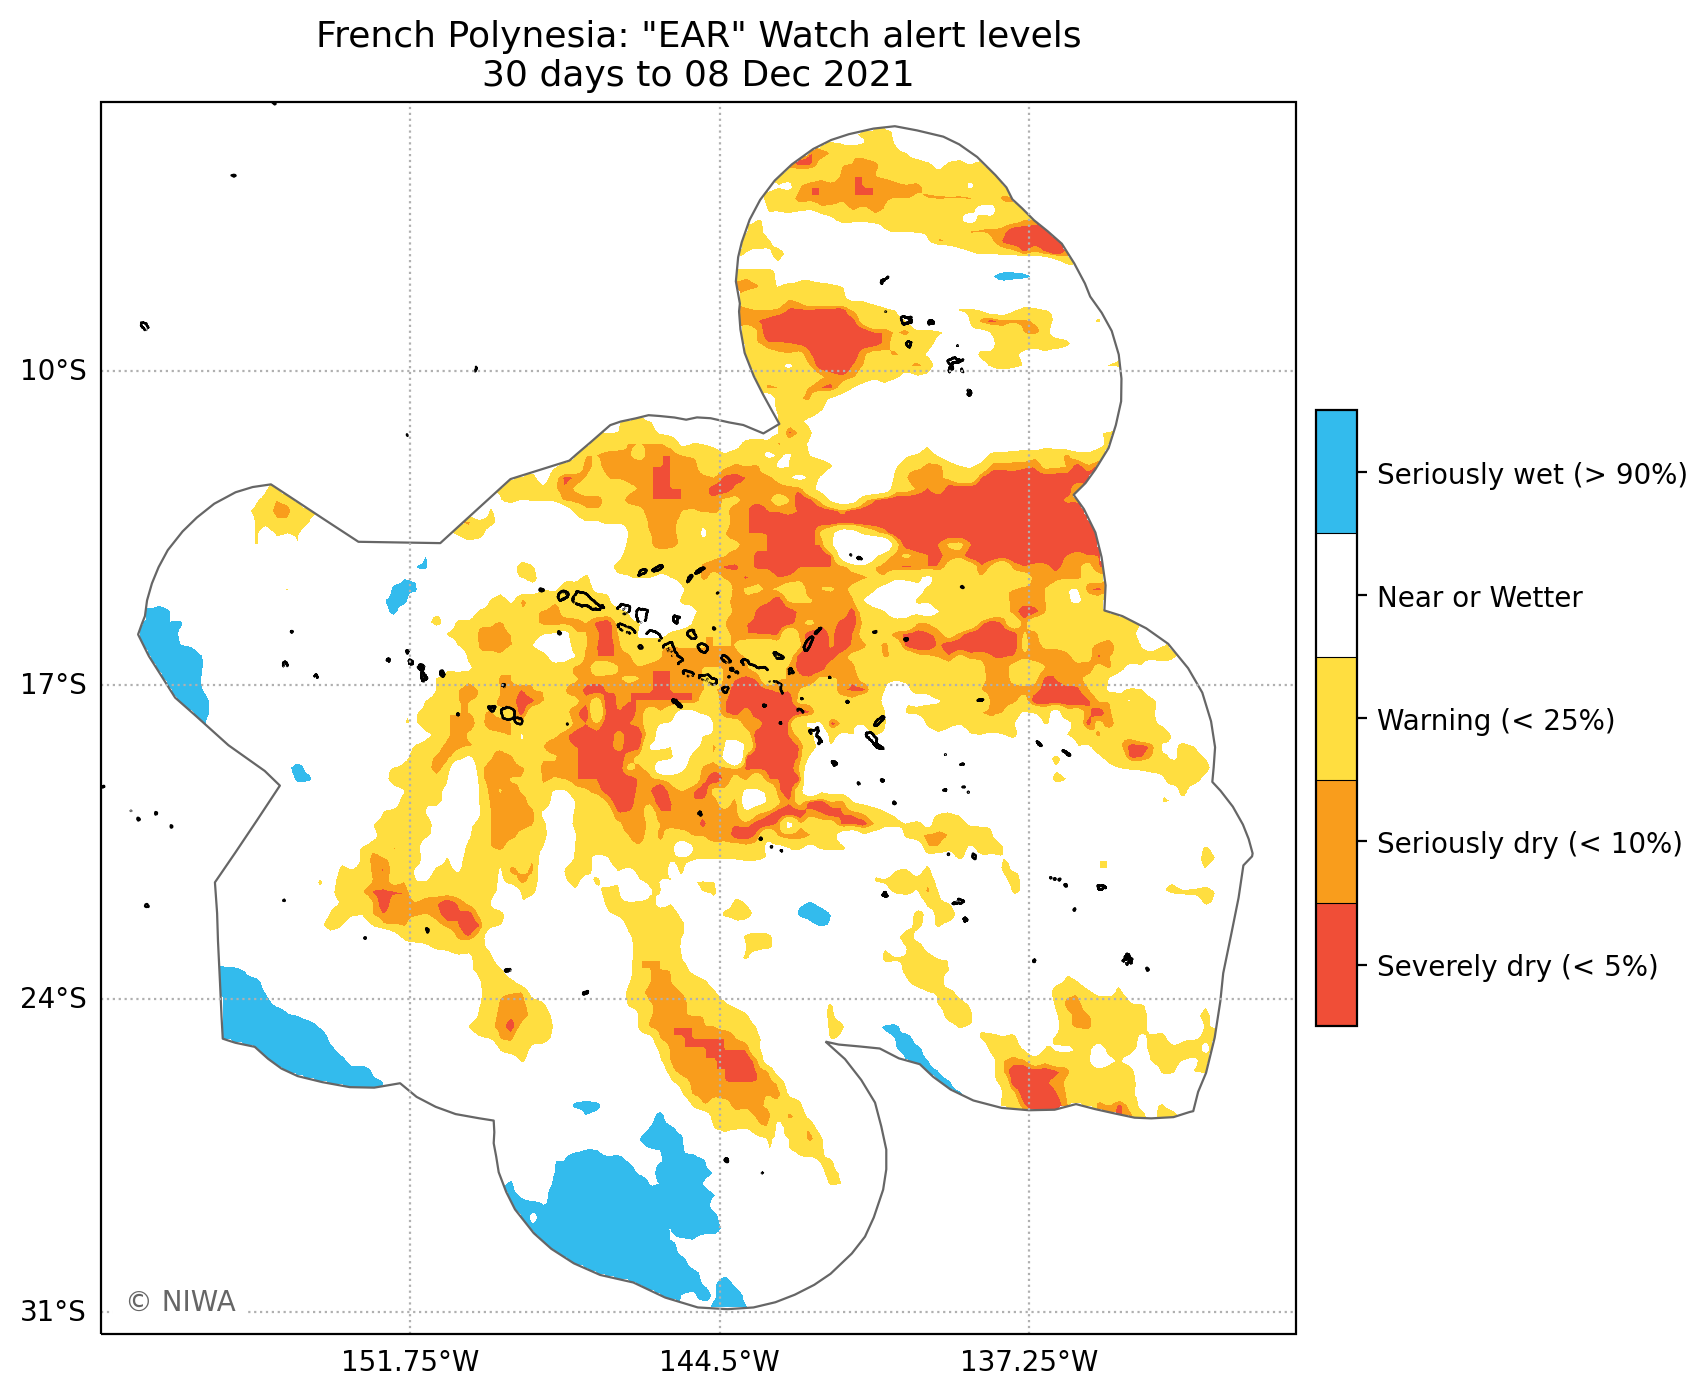 French Polynesia: "EAR" Watch alert levels
30 days to 08 Dec 2021
10°S
17°S
24°S
31°S
151.75°W
144.5°W
137.25°W
© NIWA
Seriously wet (> 90%)
Near or Wetter
Warning (< 25%)
Seriously dry (< 10%)
Severely dry (< 5%)